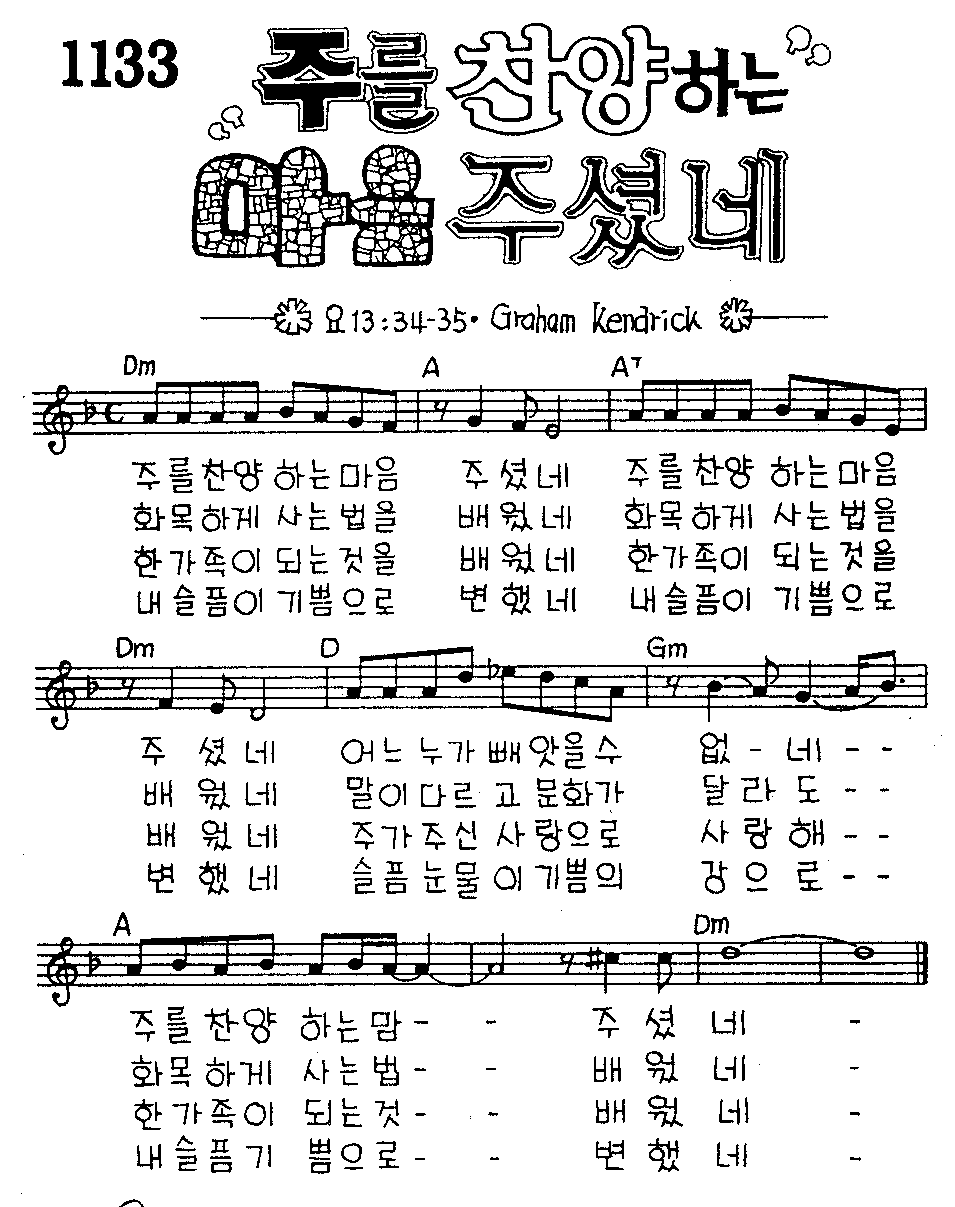 1133
주를 찬양하는
마음 주셨네
요13:34-35• Graham Kendrick
Dm A A7
주를찬양 하는마음 주셨네 주를찬양 하는마음
화목하게 사는법을 배웠네 화목하게 사는법을
한가족이 되는것을 배웠네 한가족이 되는것을
내슬픔이 기쁨으로 변했네 내슬픔이 기쁨으로
Dm D Gm
주셨네 어느누가 빼앗을수 없-네--
배웠네 말이다르고 문화가 달라도--
배웠네 주가주신 사랑으로 사랑해--
변했네 슬픔눈물이 기쁨의 강으로--
A Dm
주를찬양 하는맘-- 주셨네-
화목하게 사는법-- 배웠네-
한가족이 되는것-- 배웠네-
내슬픔기 쁨으로-- 변했네-